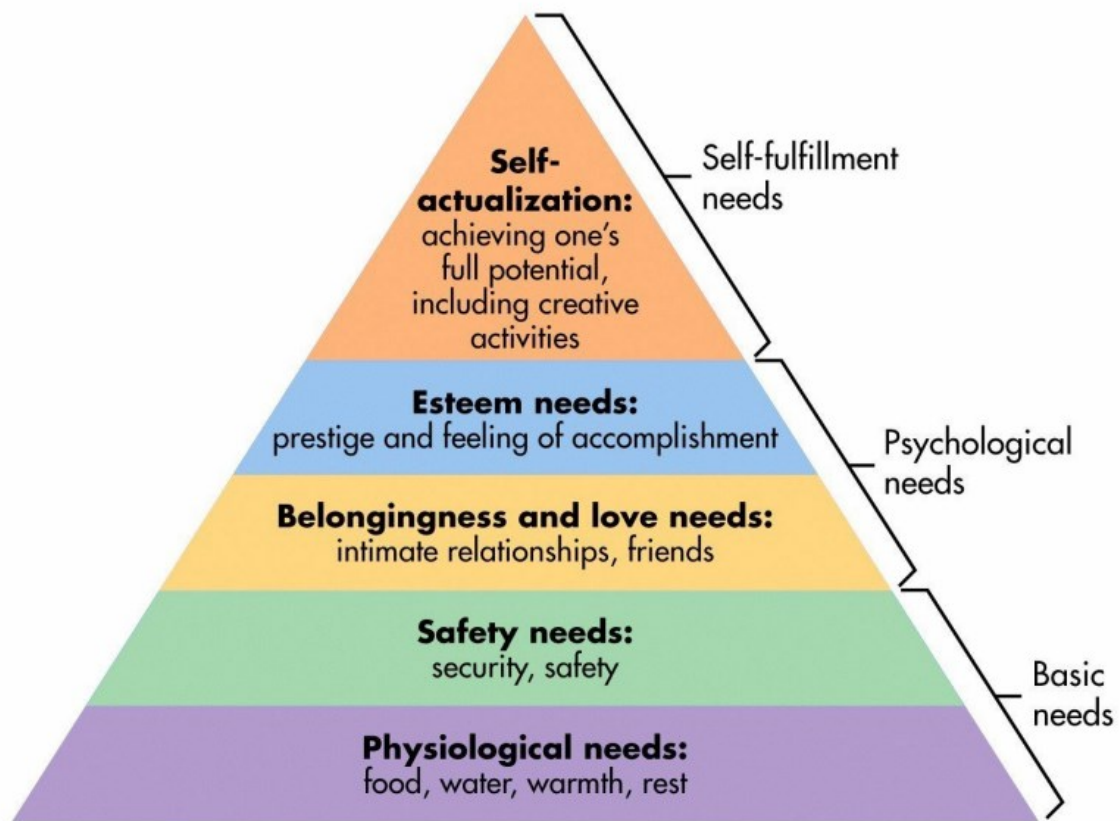 Self-
actualization:
achieving one’s
full potential,
including creative
activities
Self-fulfillment
needs
Esteem needs:
prestige and feeling of accomplishment
Psychological
needs
Belongingness and love needs:
intimate relationships, friends
Safety needs:
security, safety
Basic
needs
Physiological needs:
food, water, warmth, rest